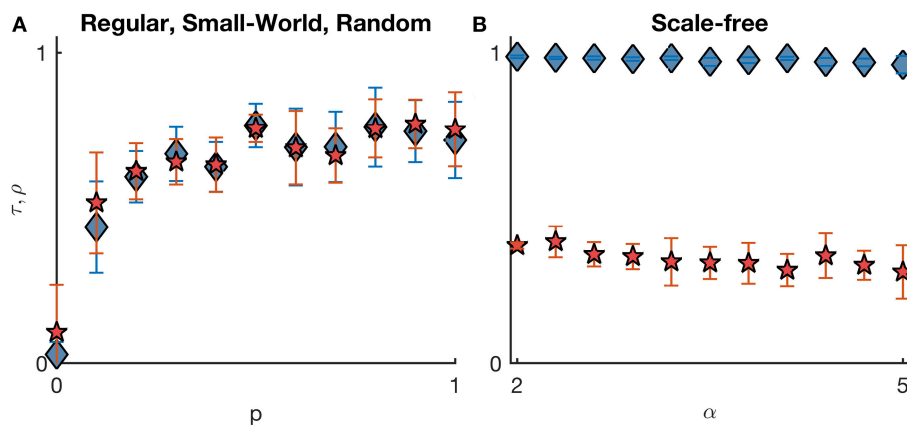 A Regular, Small-World, Random
1
τ, ρ
0
0 1
p
B Scale-free
1
0
2 5
α